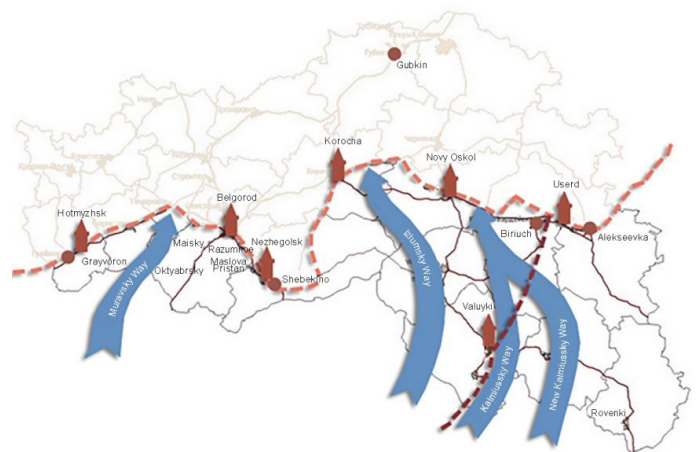 Gubkin
Korocha
Novy Oskol
Userd
Belgorod
Hotmyzhsk
Nezhegolsk
Biriuch
Alekseevka
Maisky
Razumnoe
Grayvoron
Maslova
Pristan
Oktyabrsky
Shebekino
Muravsky Way
Iziumsky Way
Valuyki
Kalmiussky Way
New Kalmiussky Way
Rovenki